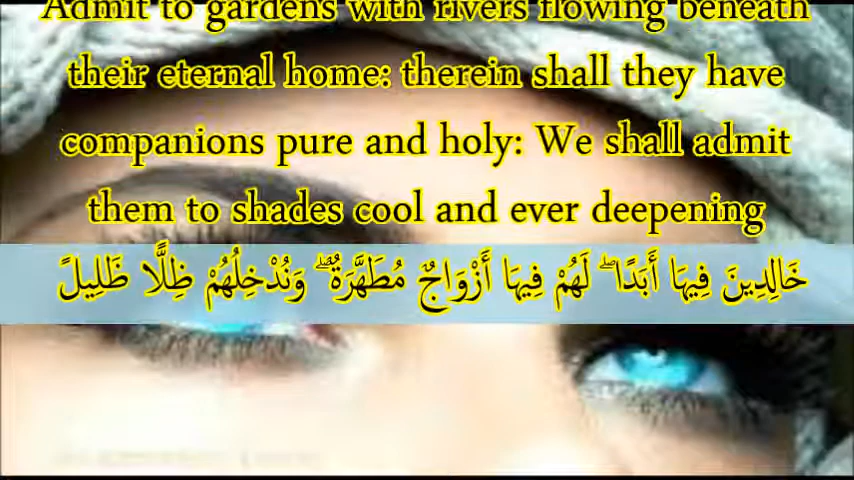 Admit to gardens with rivers flowing beneath
their eternal home: therein shall they have
companions pure and holy: We shall admit
them to shades cool and ever deepening
خَالِدِينَ فِيهَا أَبَدًا ۖ لَهُمْ فِيهَا أَزْوَاجٌ مُطَهَّرَةٌ ۖ وَنُدْخِلُهُمْ ظِلًّا ظَلِيلً